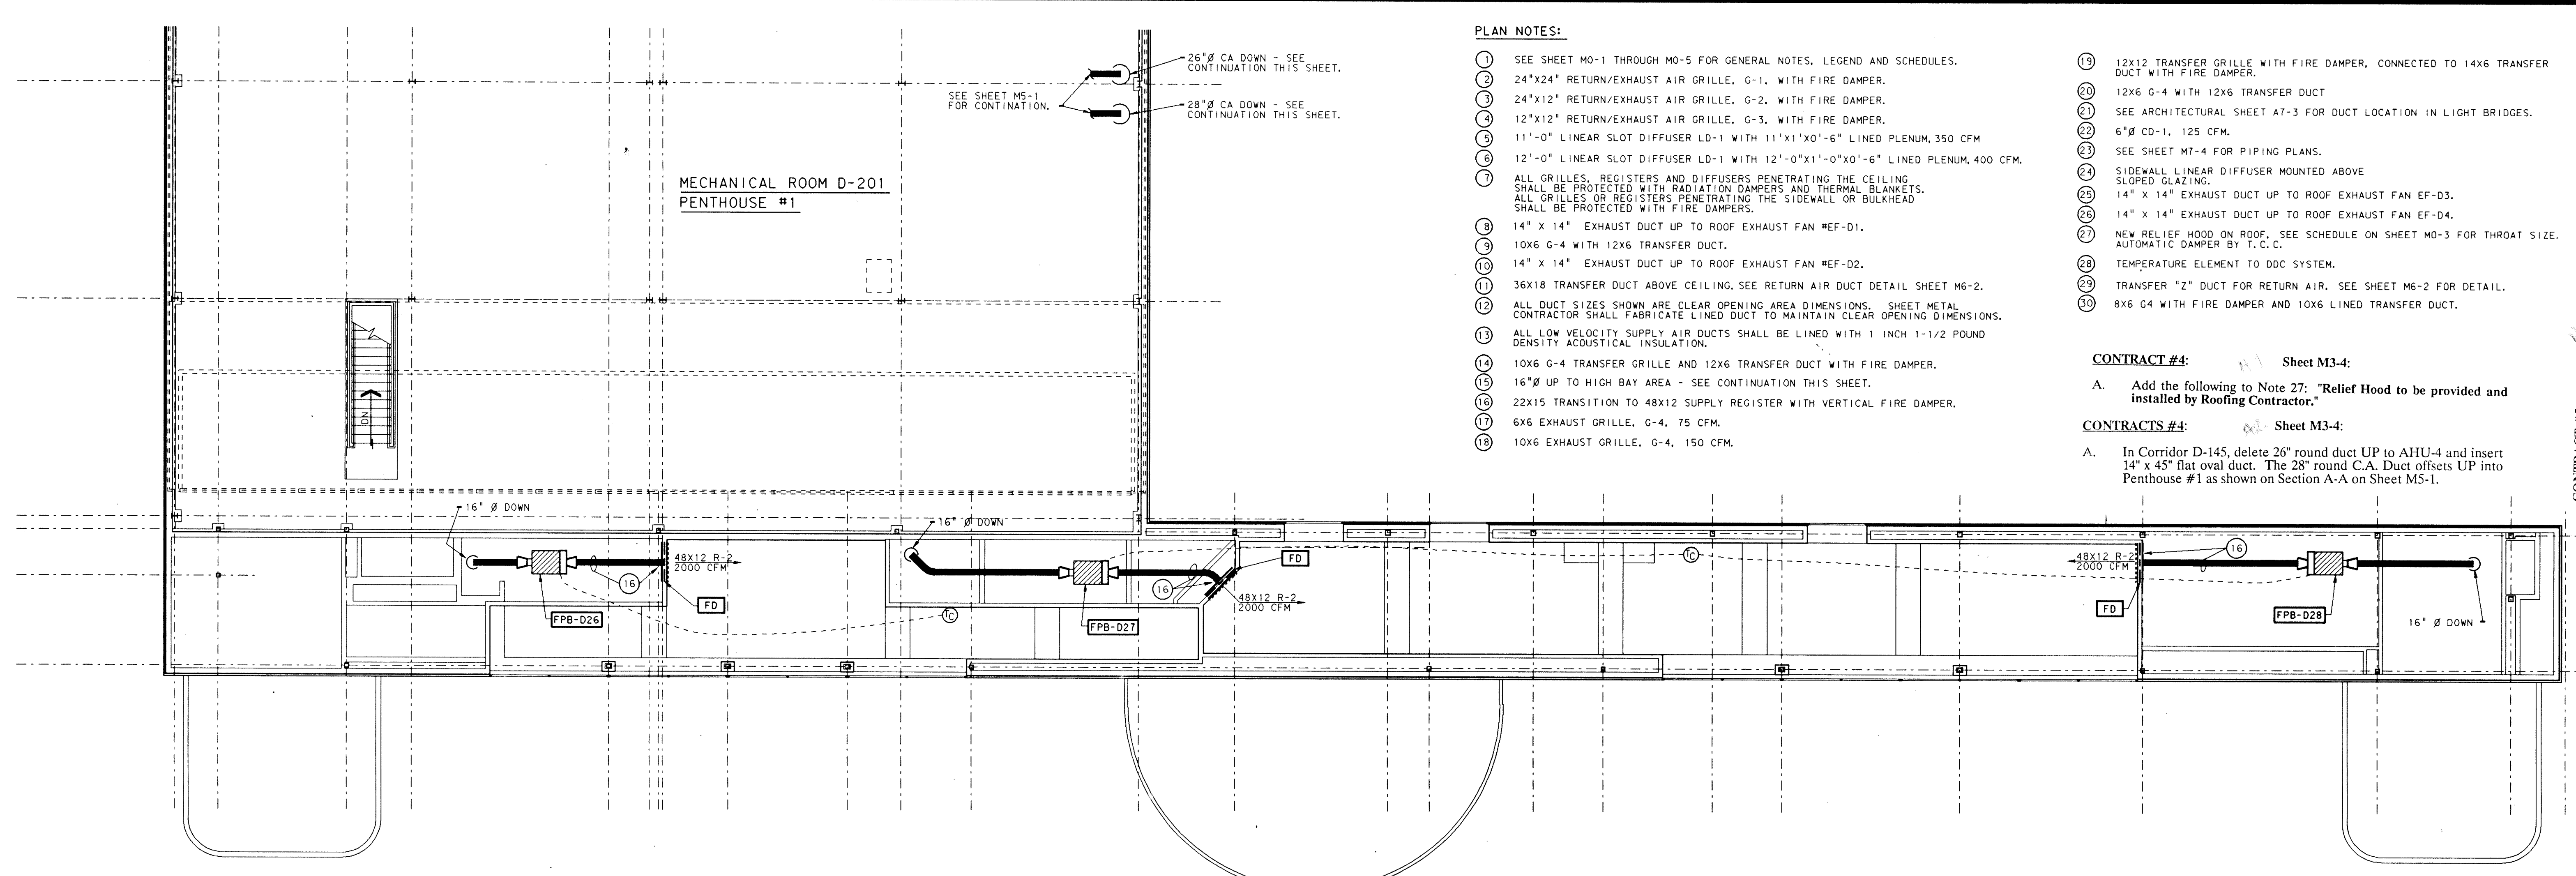 26"Ø CA DOWN - SEE
CONTINUATION THIS SHEET.
SEE SHEET M5-1
FOR CONTINATION.
28"Ø CA DOWN - SEE
CONTINUATION THIS SHEET.
MECHANICAL ROOM D-201
PENTHOUSE #1
DN
PLAN NOTES:
1 SEE SHEET M0-1 THROUGH M0-5 FOR GENERAL NOTES, LEGEND AND SCHEDULES.
2 24"X24" RETURN/EXHAUST AIR GRILLE, G-1, WITH FIRE DAMPER.
3 24"X12" RETURN/EXHAUST AIR GRILLE, G-2, WITH FIRE DAMPER.
4 12"X12" RETURN/EXHAUST AIR GRILLE, G-3, WITH FIRE DAMPER.
5 11'-0" LINEAR SLOT DIFFUSER LD-1 WITH 11'X1'X0'-6" LINED PLENUM, 350 CFM
6 12'-0" LINEAR SLOT DIFFUSER LD-1 WITH 12'-0"X1'-0"X0'-6" LINED PLENUM, 400 CFM.
7 ALL GRILLES, REGISTERS AND DIFFUSERS PENETRATING THE CEILING
SHALL BE PROTECTED WITH RADIATION DAMPERS AND THERMAL BLANKETS.
ALL GRILLES OR REGISTERS PENETRATING THE SIDEWALL OR BULKHEAD
SHALL BE PROTECTED WITH FIRE DAMPERS.
8 14" X 14" EXHAUST DUCT UP TO ROOF EXHAUST FAN #EF-D1.
9 10X6 G-4 WITH 12X6 TRANSFER DUCT.
10 14" X 14" EXHAUST DUCT UP TO ROOF EXHAUST FAN #EF-D2.
11 36X18 TRANSFER DUCT ABOVE CEILING, SEE RETURN AIR DUCT DETAIL SHEET M6-2.
12 ALL DUCT SIZES SHOWN ARE CLEAR OPENING AREA DIMENSIONS. SHEET METAL
CONTRACTOR SHALL FABRICATE LINED DUCT TO MAINTAIN CLEAR OPENING DIMENSIONS.
13 ALL LOW VELOCITY SUPPLY AIR DUCTS SHALL BE LINED WITH 1 INCH 1-1/2 POUND
DENSITY ACOUSTICAL INSULATION.
14 10X6 G-4 TRANSFER GRILLE AND 12X6 TRANSFER DUCT WITH FIRE DAMPER.
15 16"Ø UP TO HIGH BAY AREA - SEE CONTINUATION THIS SHEET.
16 22X15 TRANSITION TO 48X12 SUPPLY REGISTER WITH VERTICAL FIRE DAMPER.
17 6X6 EXHAUST GRILLE, G-4, 75 CFM.
18 10X6 EXHAUST GRILLE, G-4, 150 CFM.
19 12X12 TRANSFER GRILLE WITH FIRE DAMPER, CONNECTED TO 14X6 TRANSFER
DUCT WITH FIRE DAMPER.
20 12X6 G-4 WITH 12X6 TRANSFER DUCT
21 SEE ARCHITECTURAL SHEET A7-3 FOR DUCT LOCATION IN LIGHT BRIDGES.
22 6"Ø CD-1, 125 CFM.
23 SEE SHEET M7-4 FOR PIPING PLANS.
24 SIDEWALL LINEAR DIFFUSER MOUNTED ABOVE
SLOPED GLAZING.
25 14" X 14" EXHAUST DUCT UP TO ROOF EXHAUST FAN EF-D3.
26 14" X 14" EXHAUST DUCT UP TO ROOF EXHAUST FAN EF-D4.
27 NEW RELIEF HOOD ON ROOF, SEE SCHEDULE ON SHEET M0-3 FOR THROAT SIZE.
AUTOMATIC DAMPER BY T.C.C.
28 TEMPERATURE ELEMENT TO DDC SYSTEM.
29 TRANSFER "Z" DUCT FOR RETURN AIR. SEE SHEET M6-2 FOR DETAIL.
30 8X6 G4 WITH FIRE DAMPER AND 10X6 LINED TRANSFER DUCT.
CONTRACT #4: Sheet M3-4:
A. Add the following to Note 27: "Relief Hood to be provided and
installed by Roofing Contractor."
CONTRACTS #4: Sheet M3-4:
A. In Corridor D-145, delete 26" round duct UP to AHU-4 and insert
14" x 45" flat oval duct. The 28" round C.A. Duct offsets UP into
Penthouse #1 as shown on Section A-A on Sheet M5-1.
16" Ø DOWN
48X12 R-2
2000 CFM
16
FD
FPB-D26
16" Ø DOWN
TC
FPB-D27
16
FD
48X12 R-2
2000 CFM
TC
48X12 R-2
2000 CFM
16
FD
FPB-D28
16" Ø DOWN